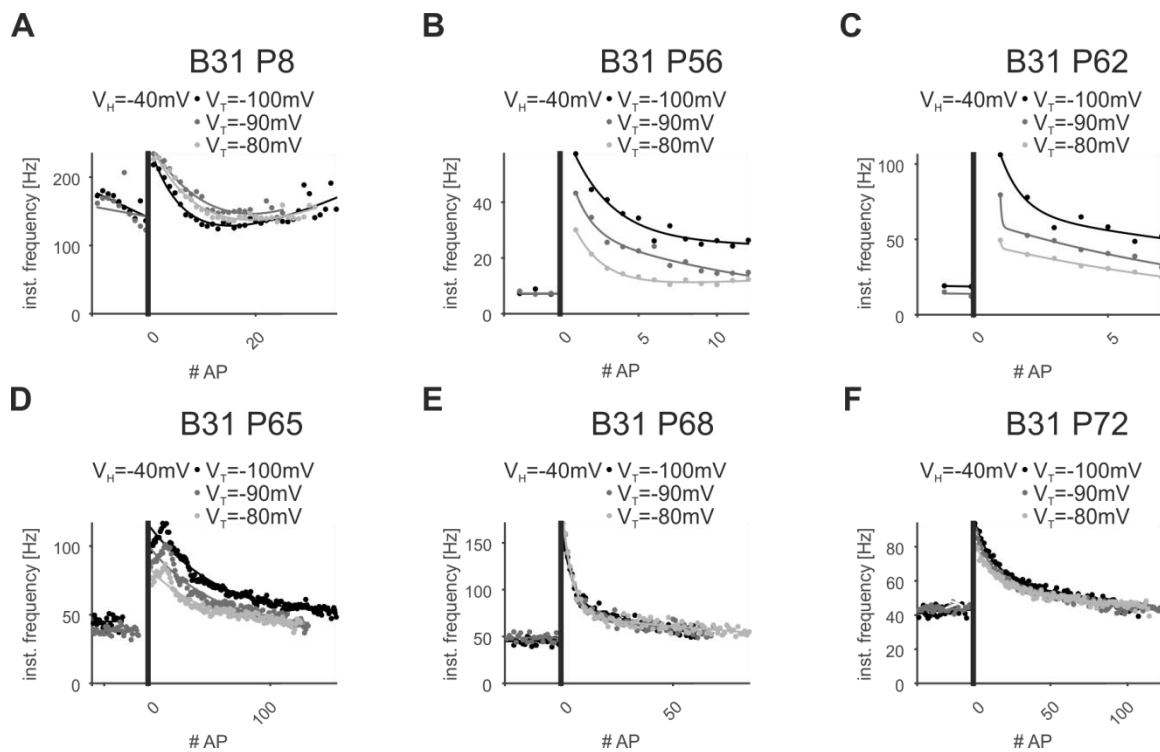 A
B31 P8
V_H=-40mV • V_T=-100mV
• V_T=-90mV
• V_T=-80mV
inst. frequency [Hz]
200
100
0
0
20
# AP
B
B31 P56
V_H=-40mV • V_T=-100mV
• V_T=-90mV
• V_T=-80mV
inst. frequency [Hz]
40
20
0
0
5
10
# AP
C
B31 P62
V_H=-40mV • V_T=-100mV
• V_T=-90mV
• V_T=-80mV
inst. frequency [Hz]
100
50
0
0
5
# AP
D
B31 P65
V_H=-40mV • V_T=-100mV
• V_T=-90mV
• V_T=-80mV
inst. frequency [Hz]
100
50
0
0
100
# AP
E
B31 P68
V_H=-40mV • V_T=-100mV
• V_T=-90mV
• V_T=-80mV
inst. frequency [Hz]
150
100
50
0
0
50
# AP
F
B31 P72
V_H=-40mV • V_T=-100mV
• V_T=-90mV
• V_T=-80mV
inst. frequency [Hz]
80
60
40
20
0
0
50
100
# AP